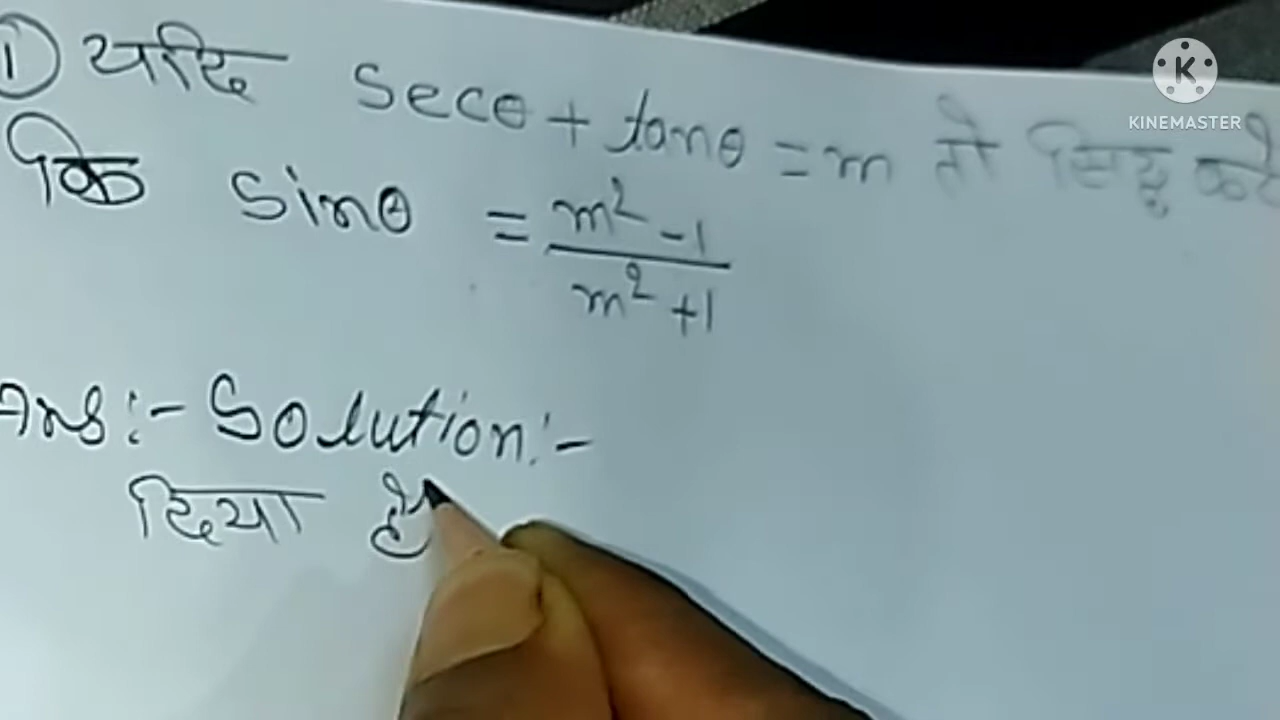 ① यदि secθ + tanθ = m तो सिद्ध करे
कि sinθ = m² - 1 / m² + 1
Ans:- Solution:-
दिया है
KINEMASTER